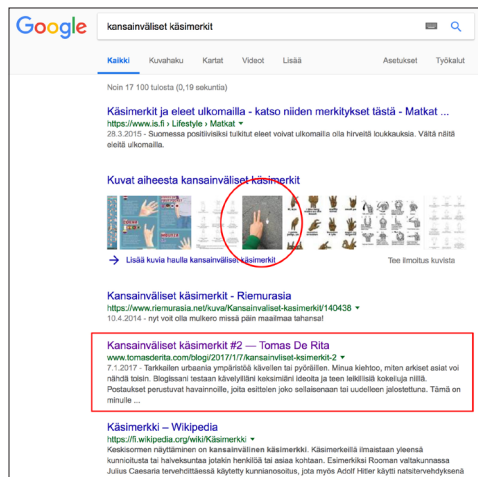 Google
kansainväliset käsimerkit
Kaikki Kuvahaku Kartat Videot Lisää Asetukset Työkalut
Noin 17 100 tulosta (0,19 sekuntia)
Käsimerkit ja eleet ulkomailla - katso niiden merkitykset tästä - Matkat ...
https://www.is.fi › Lifestyle › Matkat
28.3.2015 - Suomessa positiivisiksi tulkitut eleet voivat ulkomailla olla hirveitä loukkauksia. Vältä näitä
eleitä ulkomailla.
Kuvat aiheesta kansainväliset käsimerkit
Lisää kuvia haulla kansainväliset käsimerkit Tee ilmoitus kuvista
Kansainväliset käsimerkit - Riemurasia
https://www.riemurasia.net/kuva/Kansainvaliset-kasimerkit/140438
10.4.2014 - nyt voit olla mulkero missä päin maailmaa tahansa!
Kansainväliset käsimerkit #2 — Tomas De Rita
www.tomasderita.com/blogi/2017/1/7/kansainvliset-ksimerkit-2
7.1.2017 - Tarkkailen urbaania ympäristöä kävellen tai pyöräillen. Minua kiehtoo, miten arkiset asiat voi
nähdä toisin. Blogissani testaan kävelyilläni keksimiäni ideoita ja teen leikillisiä kokeiluja niillä.
Postaukset perustuvat havainnoille, joita esittelen joko sellaisenaan tai uudelleen jalostettuna. Tämä on
minulle ...
Käsimerkki – Wikipedia
https://fi.wikipedia.org/wiki/Käsimerkki
Keskisormen näyttäminen on kansainvälinen käsimerkki. Käsimerkeillä ilmaistaan yleensä
kunnioitusta tai halveksuntaa jotakin henkilöä tai asiaa kohtaan. Esimerkiksi Rooman valtakunnassa
Julius Caesaria tervehdittäessä käytetty kunnianosoitus, jota myös Adolf Hitler käytti natsitervehdyksenä